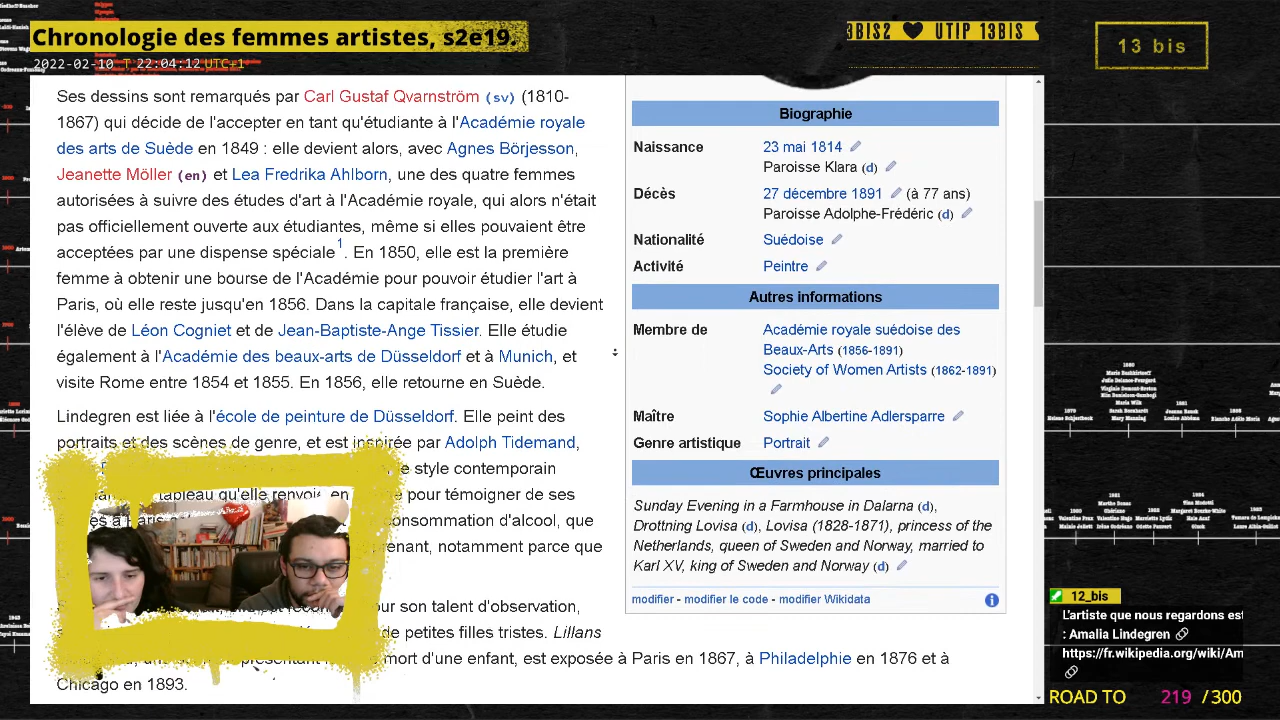 Chronologie des femmes artistes, s2e19
2022-02-10 T 22:04:12 UTC+1
BIS2 ♥ UTIP 13BIS
13 bis
Ses dessins sont remarqués par Carl Gustaf Qvarnström (sv) (1810-
1867) qui décide de l'accepter en tant qu'étudiante à l'Académie royale
des arts de Suède en 1849 : elle devient alors, avec Agnes Börjesson,
Jeanette Möller (en) et Lea Fredrika Ahlborn, une des quatre femmes
autorisées à suivre des études d'art à l'Académie royale, qui alors n'était
pas officiellement ouverte aux étudiantes, même si elles pouvaient être
acceptées par une dispense spéciale 1. En 1850, elle est la première
femme à obtenir une bourse de l'Académie pour pouvoir étudier l'art à
Paris, où elle reste jusqu'en 1856. Dans la capitale française, elle devient
l'élève de Léon Cogniet et de Jean-Baptiste-Ange Tissier. Elle étudie
également à l'Académie des beaux-arts de Düsseldorf et à Munich, et
visite Rome entre 1854 et 1855. En 1856, elle retourne en Suède.
Lindegren est liée à l'école de peinture de Düsseldorf. Elle peint des
portraits et des scènes de genre, et est inspirée par Adolph Tidemand,
style contemporain
tableau qu'elle renvoie en pour témoigner de ses
à Paris consommation d'alcool, que
notamment parce que
pour son talent d'observation,
de petites filles tristes. Lillans
mort d'une enfant, est exposée à Paris en 1867, à Philadelphie en 1876 et à
Chicago en 1893.
Biographie
Naissance 23 mai 1814
Paroisse Klara (d)
Décès 27 décembre 1891 (à 77 ans)
Paroisse Adolphe-Frédéric (d)
Nationalité Suédoise
Activité Peintre
Autres informations
Membre de Académie royale suédoise des
Beaux-Arts (1856-1891)
Society of Women Artists (1862-1891)
Maître Sophie Albertine Adlersparre
Genre artistique Portrait
Œuvres principales
Sunday Evening in a Farmhouse in Dalarna (d),
Drottning Lovisa (d), Lovisa (1828-1871), princess of the
Netherlands, queen of Sweden and Norway, married to
Karl XV, king of Sweden and Norway (d)
modifier - modifier le code - modifier Wikidata
12_bis
L'artiste que nous regardons est
: Amalia Lindegren
https://fr.wikipedia.org/wiki/Am
ROAD TO 219 / 300